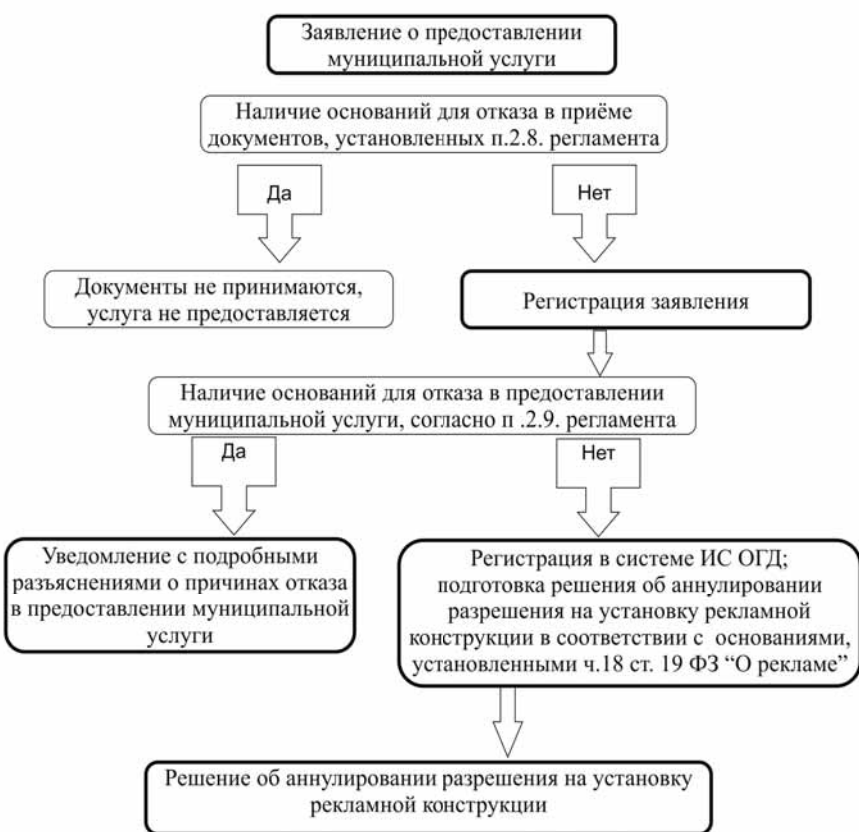 Заявление о предоставлении
муниципальной услуги
Наличие оснований для отказа в приёме
документов, установленных п.2.8. регламента
Да
Нет
Документы не принимаются,
услуга не предоставляется
Регистрация заявления
Наличие оснований для отказа в предоставлении
муниципальной услуги, согласно п .2.9. регламента
Да
Нет
Уведомление с подробными
разъяснениями о причинах отказа
в предоставлении муниципальной
услуги
Регистрация в системе ИС ОГД;
подготовка решения об аннулировании
разрешения на установку рекламной
конструкции в соответствии с основаниями,
установленными ч.18 ст. 19 ФЗ “О рекламе”
Решение об аннулировании разрешения на установку
рекламной конструкции